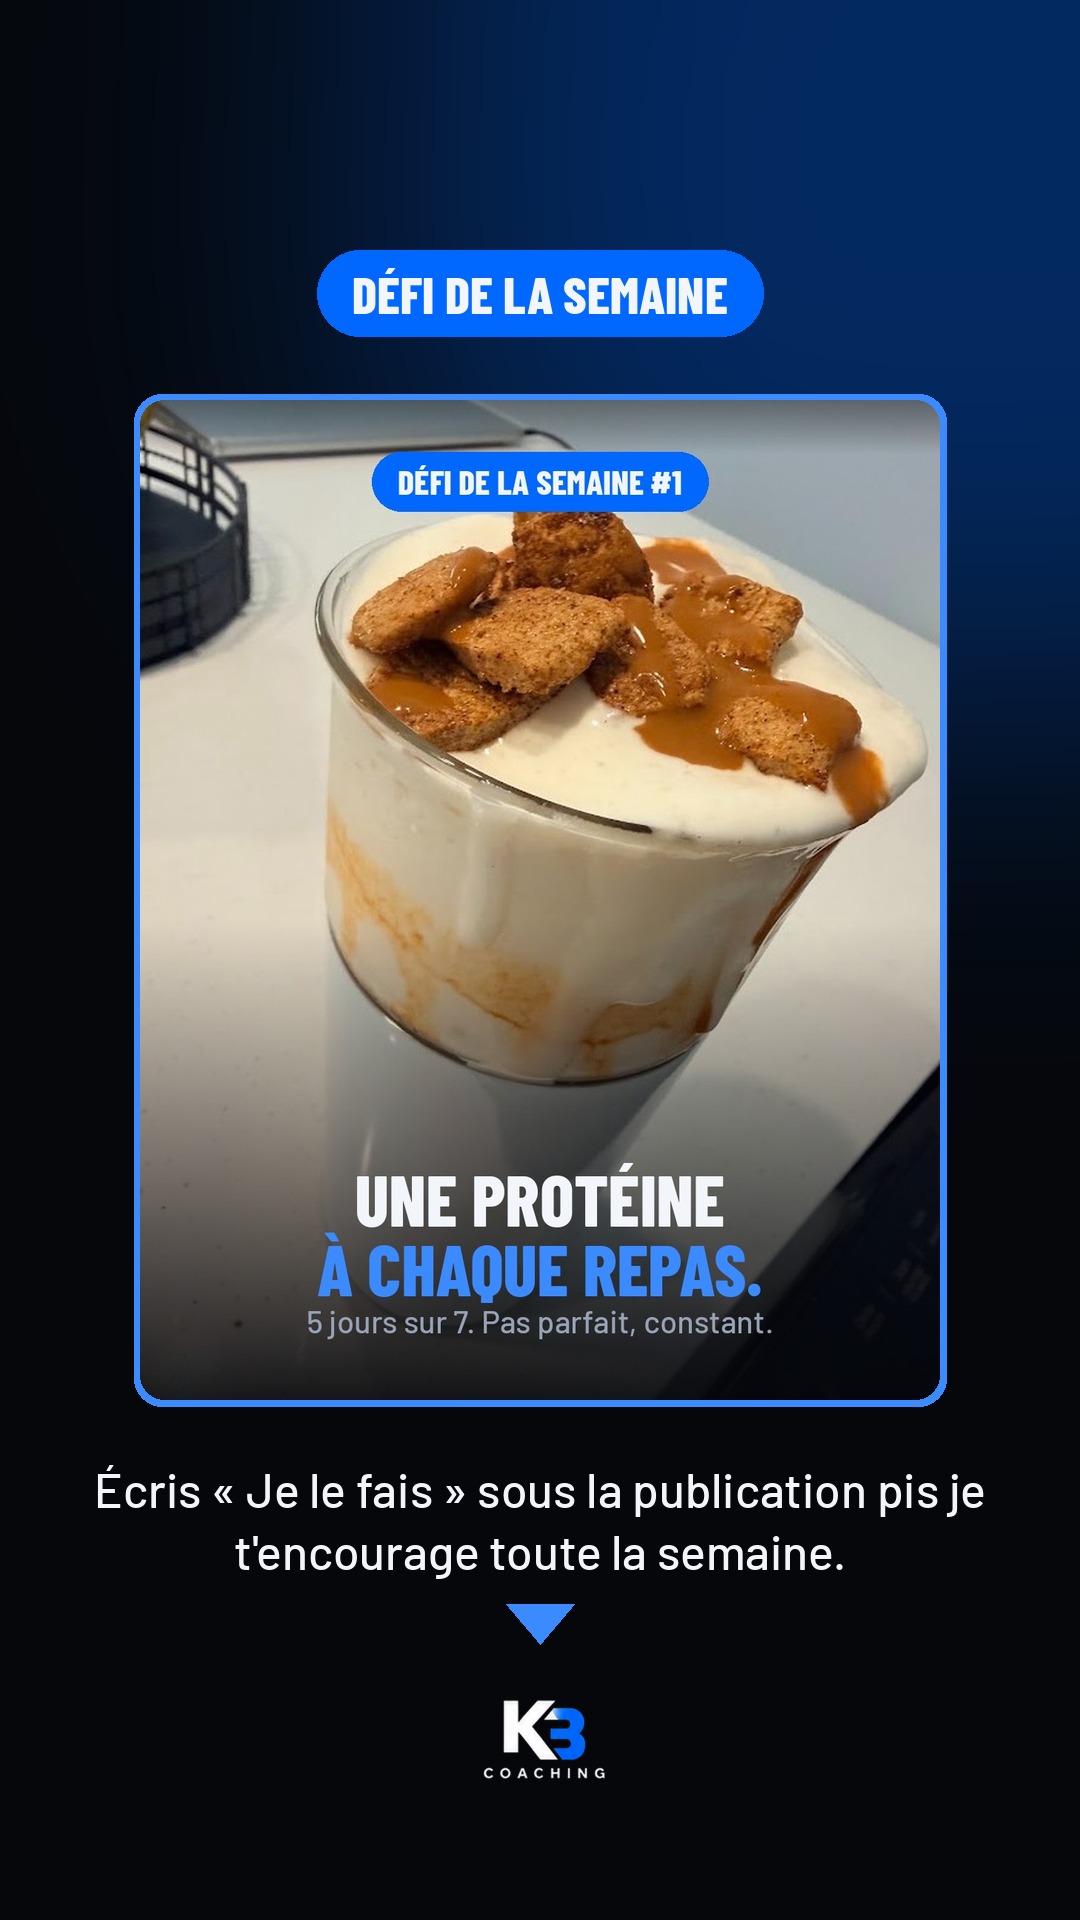 DÉFI DE LA SEMAINE
DÉFI DE LA SEMAINE #1
UNE PROTÉINE
À CHAQUE REPAS.
5 jours sur 7. Pas parfait, constant.
Écris « Je le fais » sous la publication pis je
t'encourage toute la semaine.
KB
COACHING